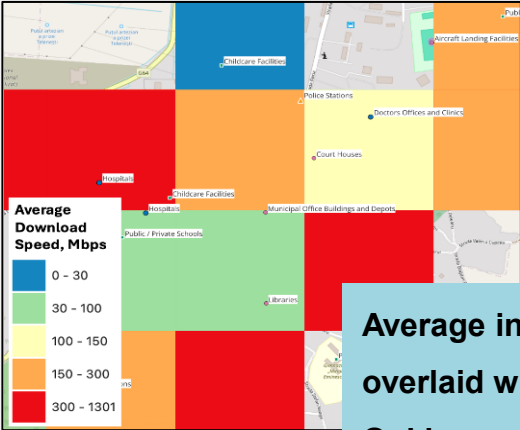 Publ
Aircraft Landing Facilities
Childcare Facilities
G64
Police Stations
Doctors Offices and Clinics
Court Houses
Hospitals
Childcare Facilities
Hospitals
Municipal Office Buildings and Depots
Public / Private Schools
Libraries
Average
Download
Speed, Mbps
0 - 30
30 - 100
100 - 150
150 - 300
300 - 1301
Average in
overlaid w